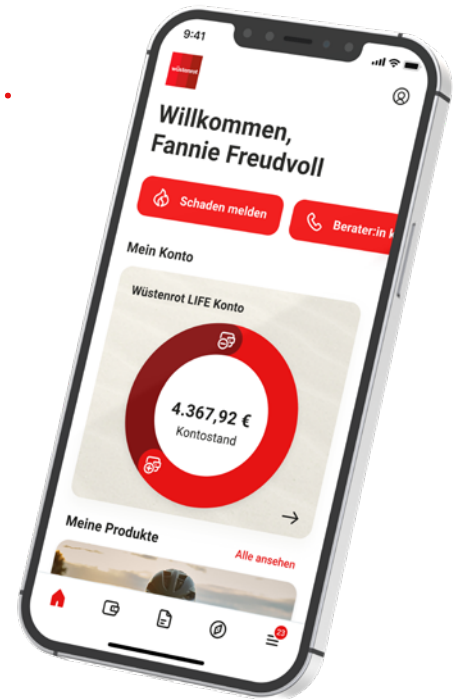 9:41
wüstenrot
Willkommen,
Fannie Freudvoll
Schaden melden
Berater:in k
Mein Konto
Wüstenrot LIFE Konto
4.367,92 €
Kontostand
Meine Produkte
Alle ansehen
23